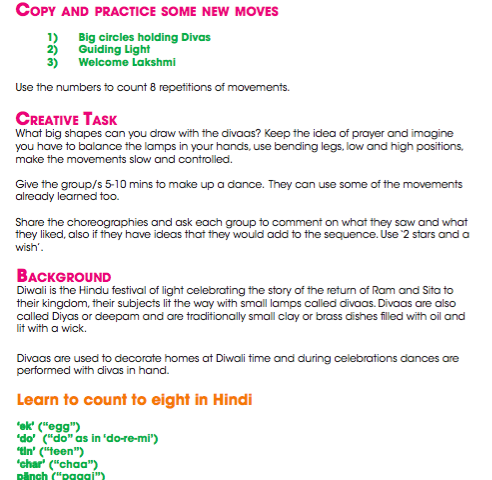 COPY AND PRACTICE SOME NEW MOVES
1) Big circles holding Divas
2) Guiding Light
3) Welcome Lakshmi
Use the numbers to count 8 repetitions of movements.
CREATIVE TASK
What big shapes can you draw with the divaas? Keep the idea of prayer and imagine
you have to balance the lamps in your hands, use bending legs, low and high positions,
make the movements slow and controlled.
Give the group/s 5-10 mins to make up a dance. They can use some of the movements
already learned too.
Share the choreographies and ask each group to comment on what they saw and what
they liked, also if they have ideas that they would add to the sequence. Use '2 stars and a
wish'.
BACKGROUND
Diwali is the Hindu festival of light celebrating the story of the return of Ram and Sita to
their kingdom, their subjects lit the way with small lamps called divaas. Divaas are also
called Diyas or deepam and are traditionally small clay or brass dishes filled with oil and
lit with a wick.
Divaas are used to decorate homes at Diwali time and during celebrations dances are
performed with divas in hand.
Learn to count to eight in Hindi
'ek' ("egg")
'do' ("do" as in 'do-re-mi')
'tin' ("teen")
'char' ("chaa")
pānch